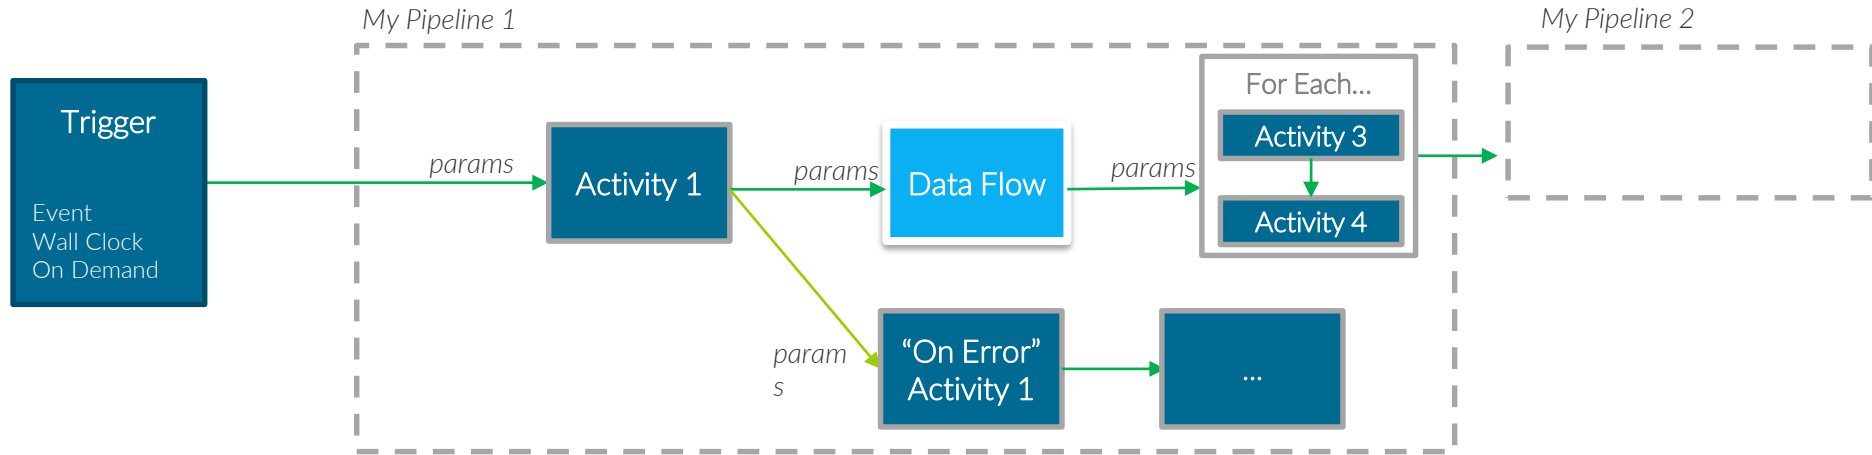 My Pipeline 1
My Pipeline 2
Trigger
Event
Wall Clock
On Demand
params
Activity 1
params
Data Flow
params
For Each...
Activity 3
Activity 4
param
s
“On Error”
Activity 1
...